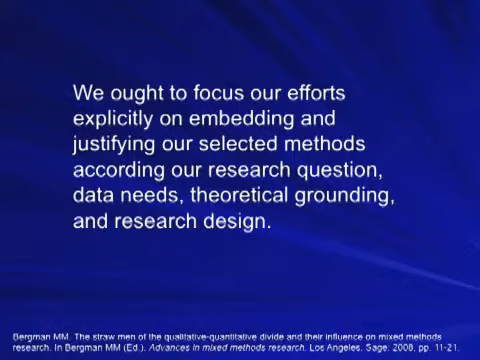 We ought to focus our efforts
explicitly on embedding and
justifying our selected methods
according our research question,
data needs, theoretical grounding,
and research design.
Bergman MM. The straw men of the qualitative-quantitative divide and their influence on mixed methods
research. In Bergman MM (Ed.). Advances in mixed methods research. Los Angeles. Sage: 2008, pp. 11-21.